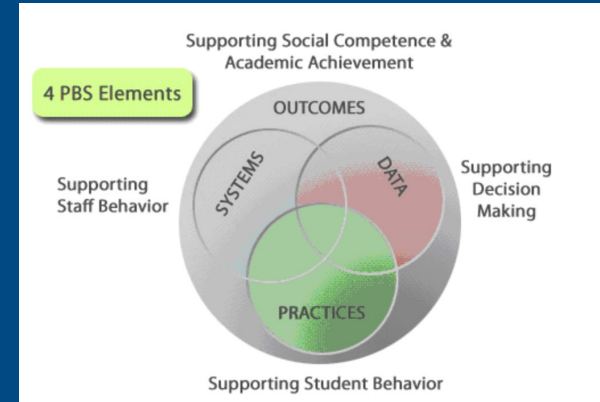 Supporting Social Competence &
Academic Achievement
4 PBS Elements
OUTCOMES
SYSTEMS
DATA
Supporting
Staff Behavior
Supporting
Decision
Making
PRACTICES
Supporting Student Behavior